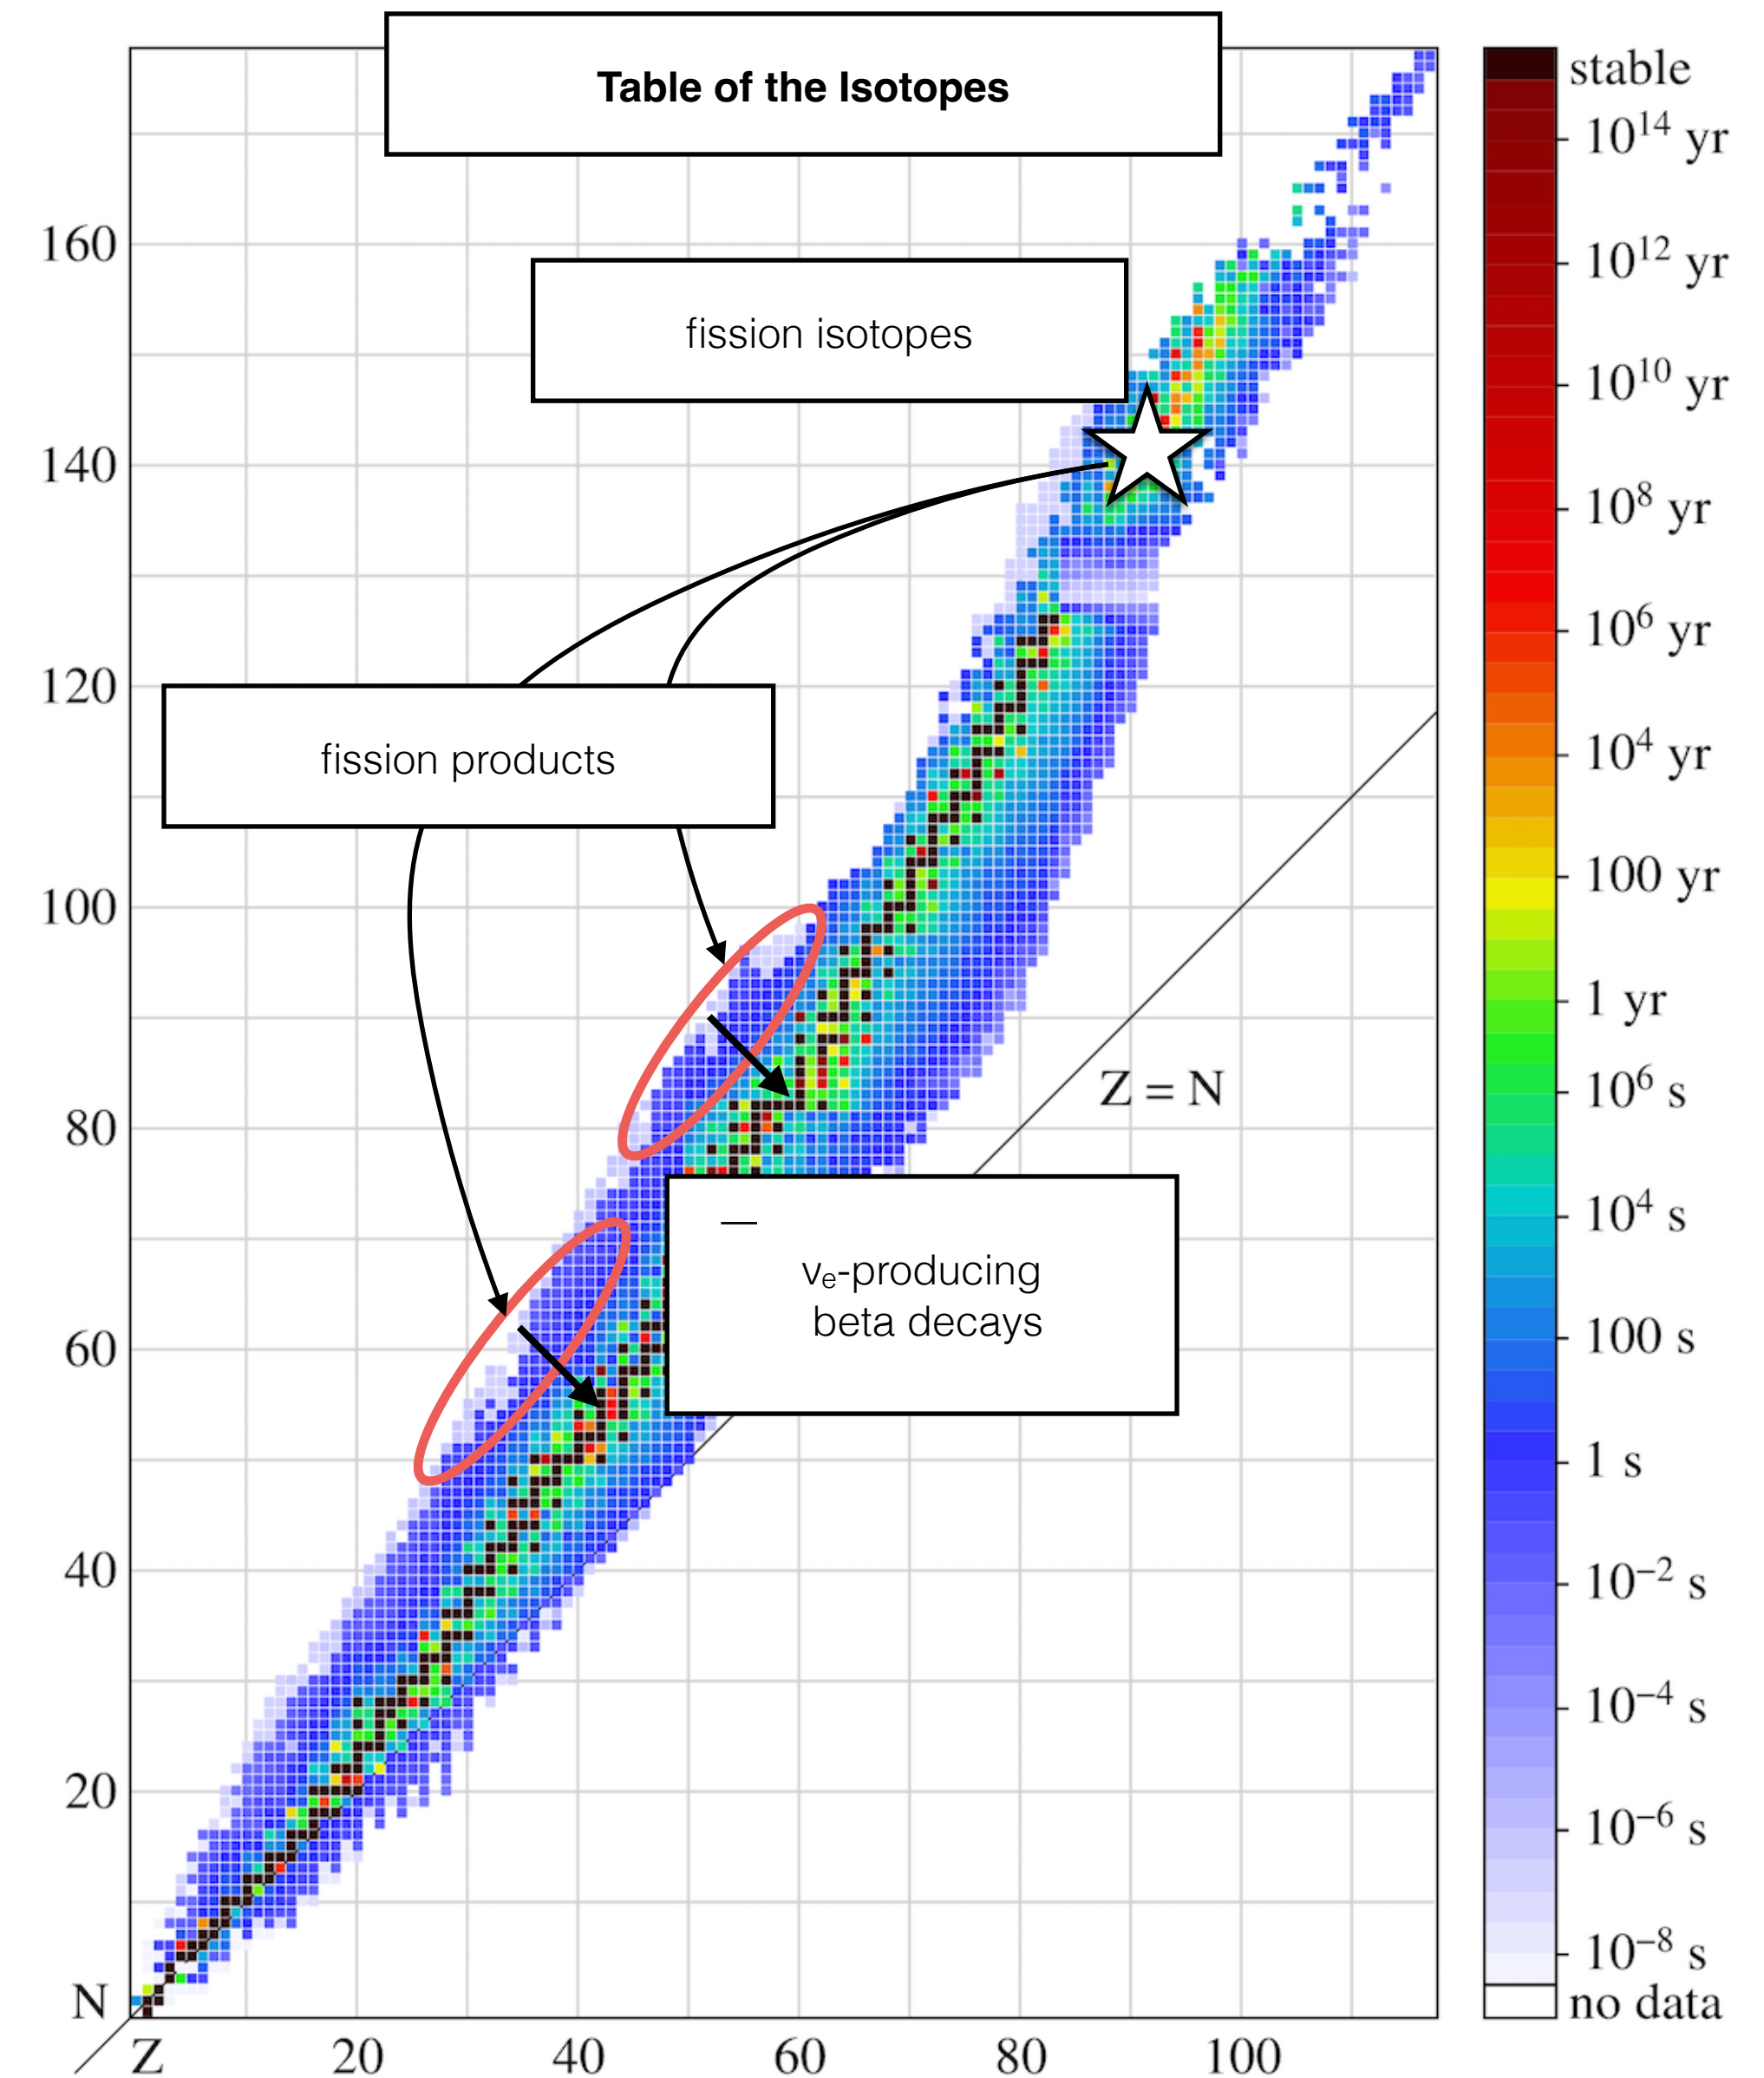 Table of the Isotopes
fission isotopes
fission products
Z = N
—
νₑ-producing
beta decays
160
140
120
100
80
60
40
20
N
Z
20
40
60
80
100
stable
10¹⁴ yr
10¹² yr
10¹⁰ yr
10⁸ yr
10⁶ yr
10⁴ yr
100 yr
1 yr
10⁶ s
10⁴ s
100 s
1 s
10⁻² s
10⁻⁴ s
10⁻⁶ s
10⁻⁸ s
no data